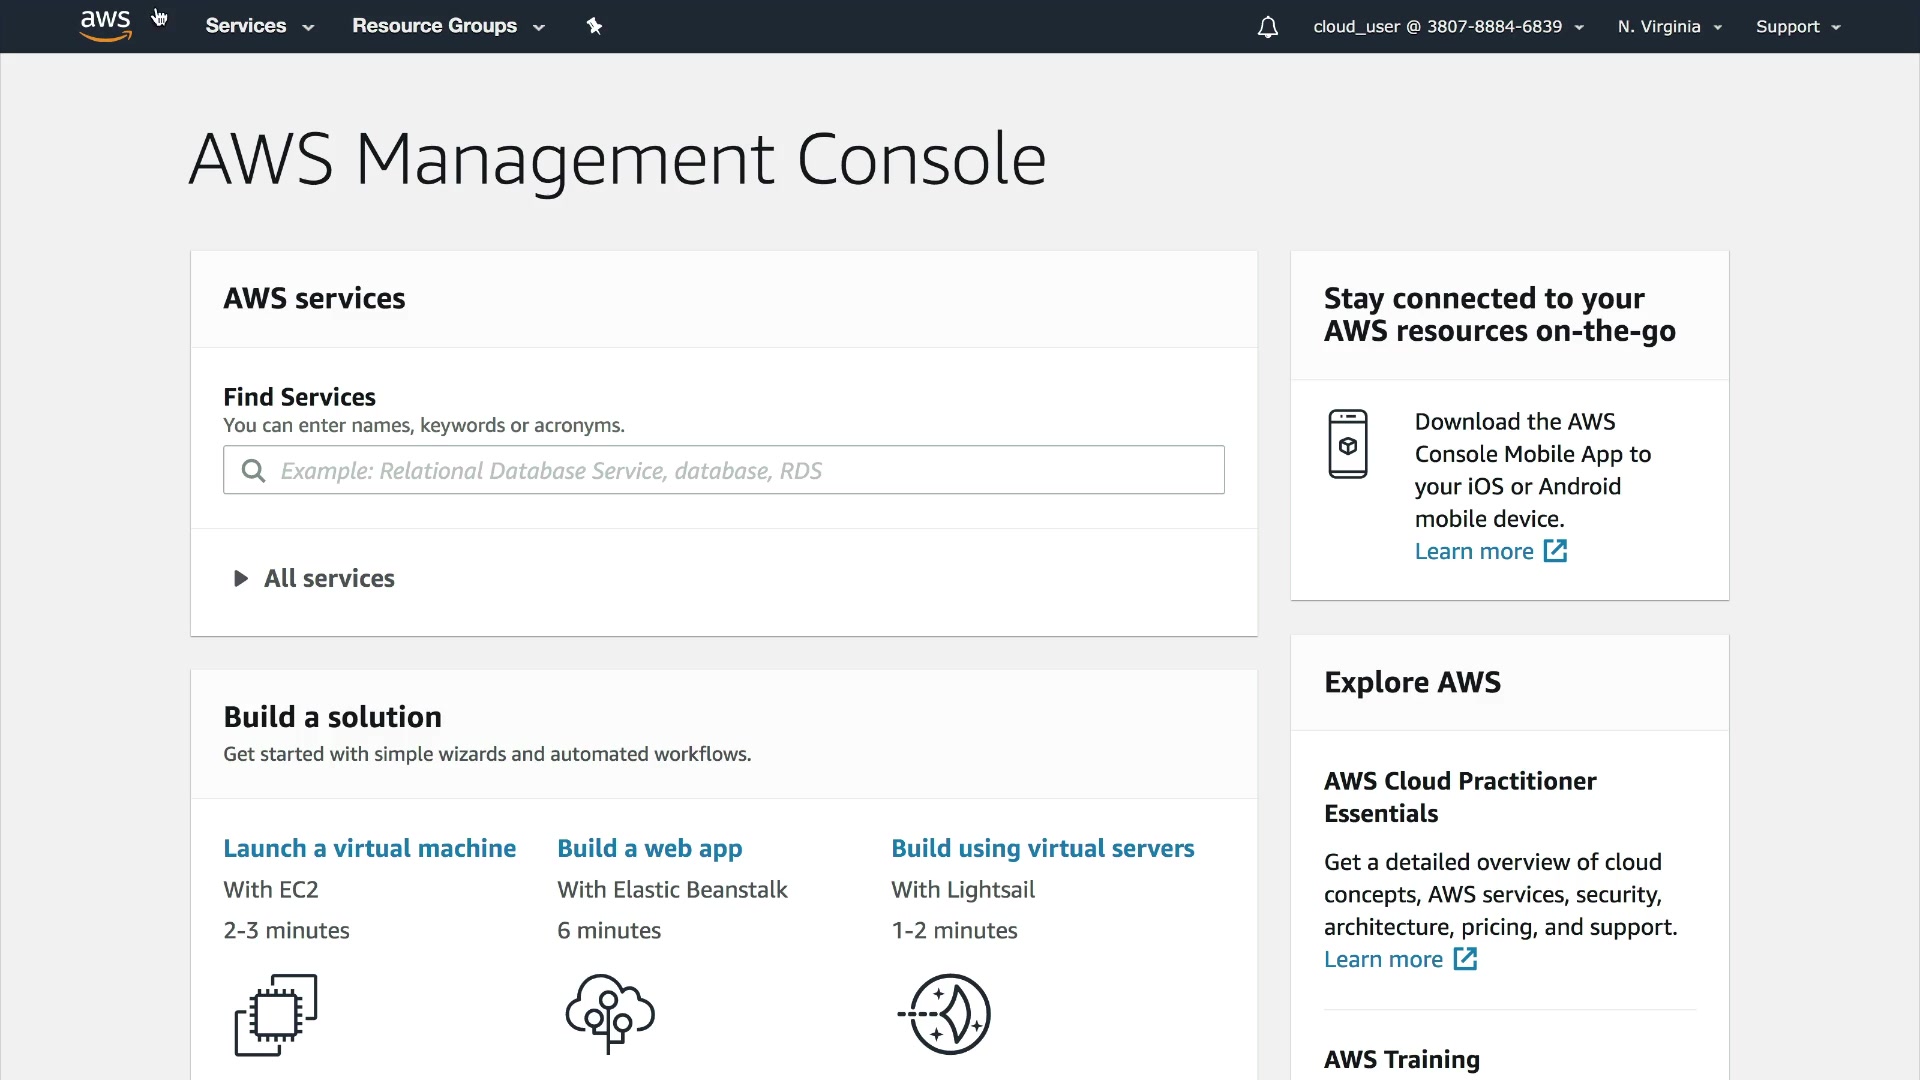 aws
Services
Resource Groups
cloud_user @ 3807-8884-6839
N. Virginia
Support
AWS Management Console
AWS services
Find Services
You can enter names, keywords or acronyms.
Example: Relational Database Service, database, RDS
All services
Build a solution
Get started with simple wizards and automated workflows.
Launch a virtual machine
With EC2
2-3 minutes
Build a web app
With Elastic Beanstalk
6 minutes
Build using virtual servers
With Lightsail
1-2 minutes
Stay connected to your
AWS resources on-the-go
Download the AWS
Console Mobile App to
your iOS or Android
mobile device.
Learn more
Explore AWS
AWS Cloud Practitioner
Essentials
Get a detailed overview of cloud
concepts, AWS services, security,
architecture, pricing, and support.
Learn more
AWS Training